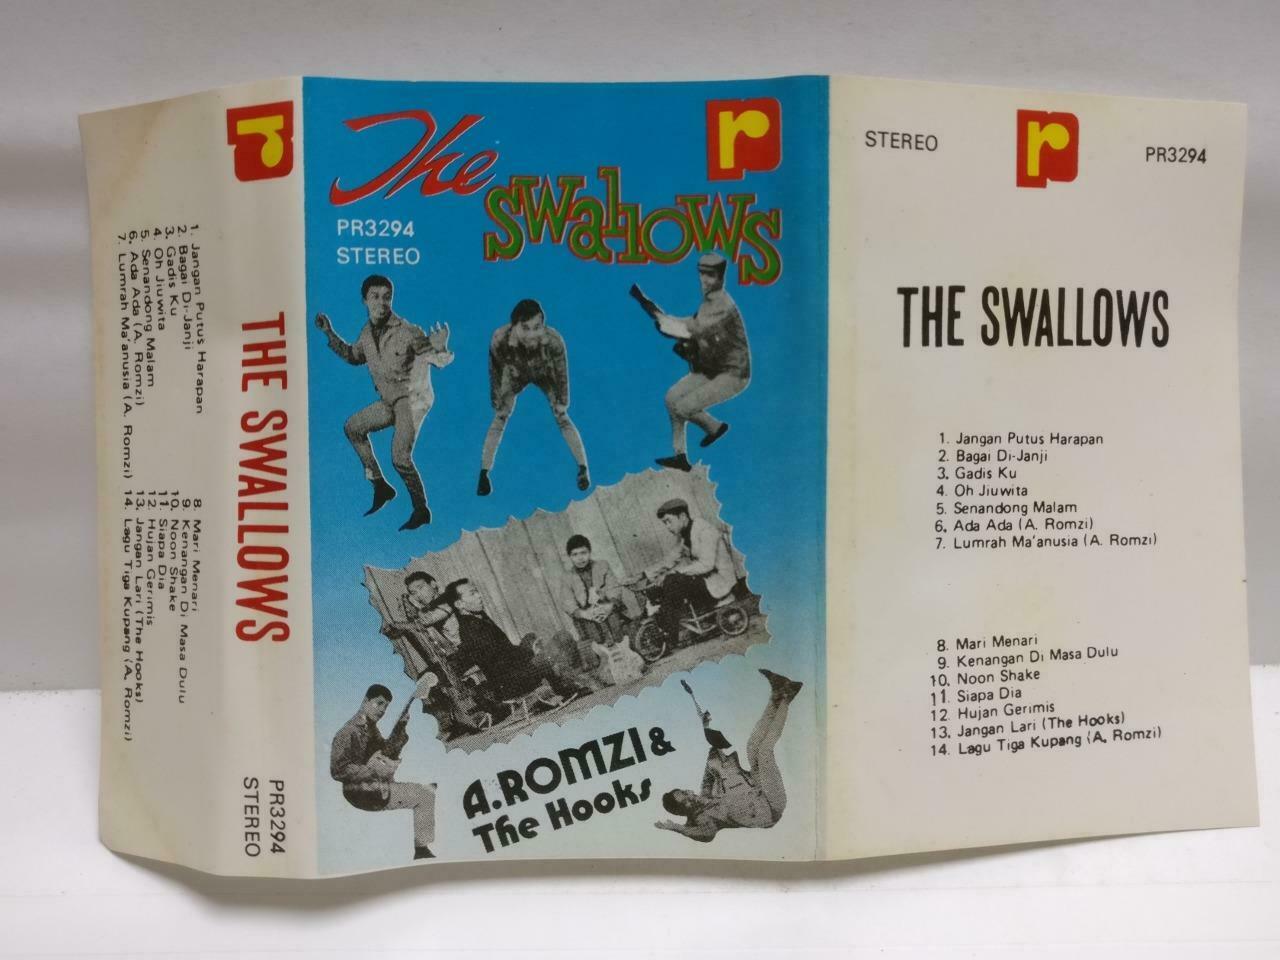 r
1. Jangan Putus Harapan
2. Bagai Di-Janji
3. Gadis Ku
4. Oh Jiuwita
5. Senandong Malam
6. Ada Ada (A. Romzi)
7. Lumrah Ma'anusia (A. Romzi)
8. Mari Menari
9. Kenangan Di Masa Dulu
10. Noon Shake
11. Siapa Dia
12. Hujan Gerimis
13. Jangan Lari (The Hooks)
14. Lagu Tiga Kupang (A. Romzi)
THE SWALLOWS
PR3294
STEREO
The
swallows
r
PR3294
STEREO
A.ROMZI &
The Hooks
STEREO
r
PR3294
THE SWALLOWS
1. Jangan Putus Harapan
2. Bagai Di-Janji
3. Gadis Ku
4. Oh Jiuwita
5. Senandong Malam
6. Ada Ada (A. Romzi)
7. Lumrah Ma'anusia (A. Romzi)
8. Mari Menari
9. Kenangan Di Masa Dulu
10. Noon Shake
11. Siapa Dia
12. Hujan Gerimis
13. Jangan Lari (The Hooks)
14. Lagu Tiga Kupang (A. Romzi)